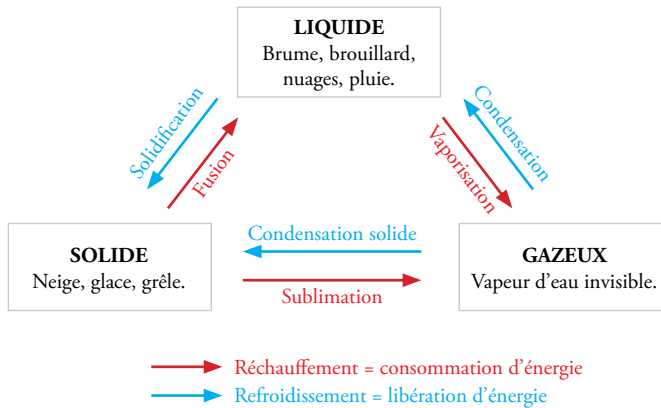 LIQUIDE
Brume, brouillard,
nuages, pluie.
Solidification
Fusion
Vaporisation
Condensation
SOLIDE
Neige, glace, grêle.
Condensation solide
Sublimation
GAZEUX
Vapeur d'eau invisible.
Réchauffement = consommation d'énergie
Refroidissement = libération d'énergie